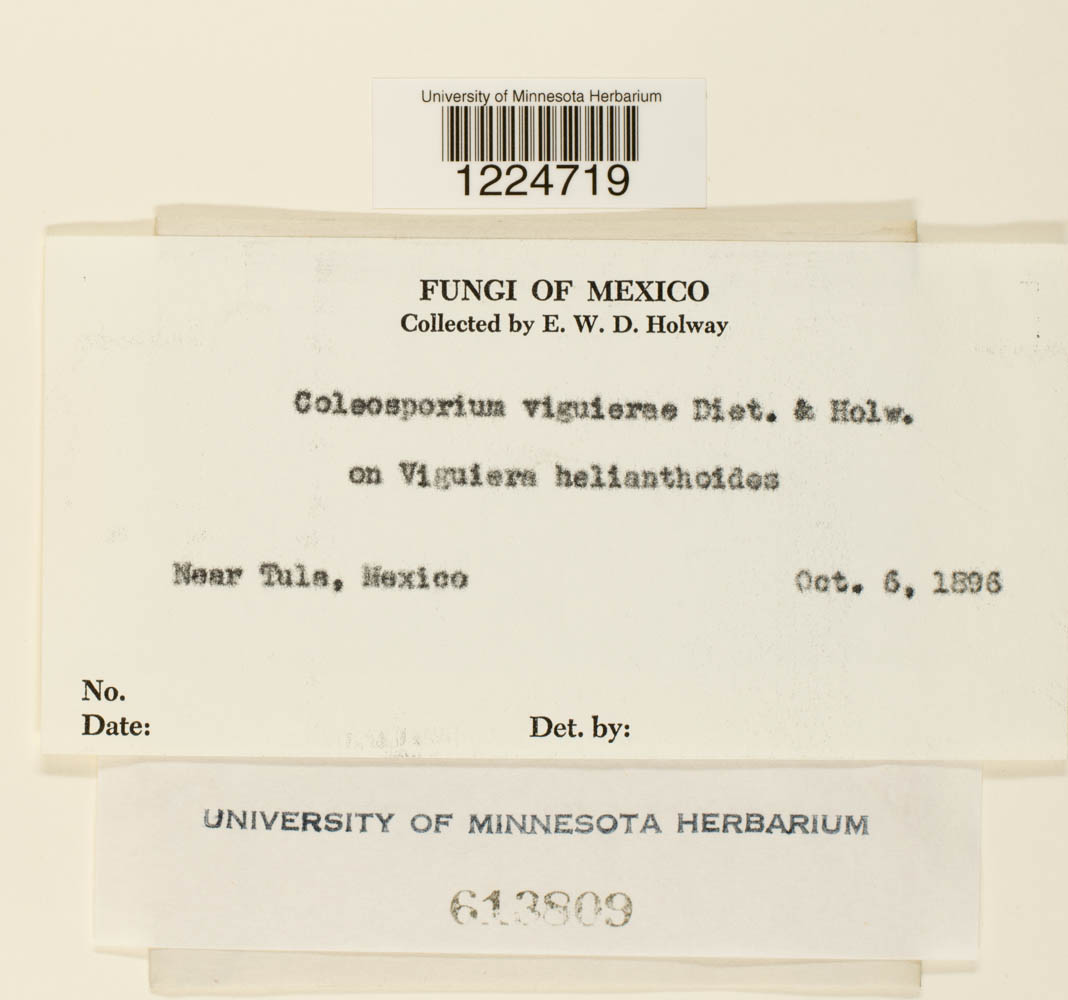 University of Minnesota Herbarium
1224719
FUNGI OF MEXICO
Collected by E. W. D. Holway
Coleosporium viguierae Diet. & Holw.
on Viguiera helianthoides
Near Tula, Mexico Oct. 6, 1896
No.
Date: Det. by:
UNIVERSITY OF MINNESOTA HERBARIUM
613809